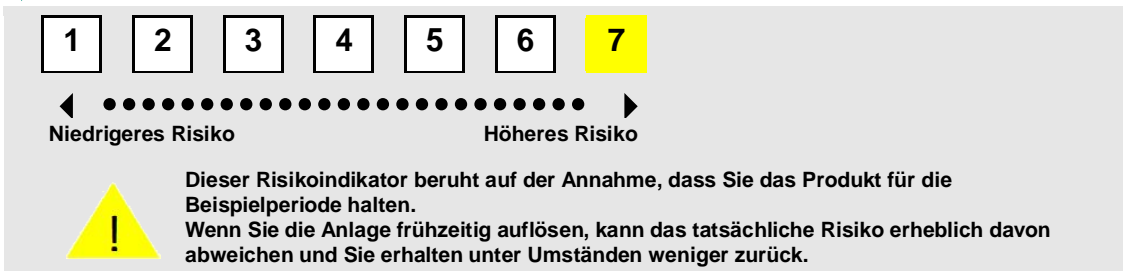 1 2 3 4 5 6 7
Niedrigeres Risiko Höheres Risiko
!
Dieser Risikoindikator beruht auf der Annahme, dass Sie das Produkt für die
Beispielperiode halten.
Wenn Sie die Anlage frühzeitig auflösen, kann das tatsächliche Risiko erheblich davon
abweichen und Sie erhalten unter Umständen weniger zurück.